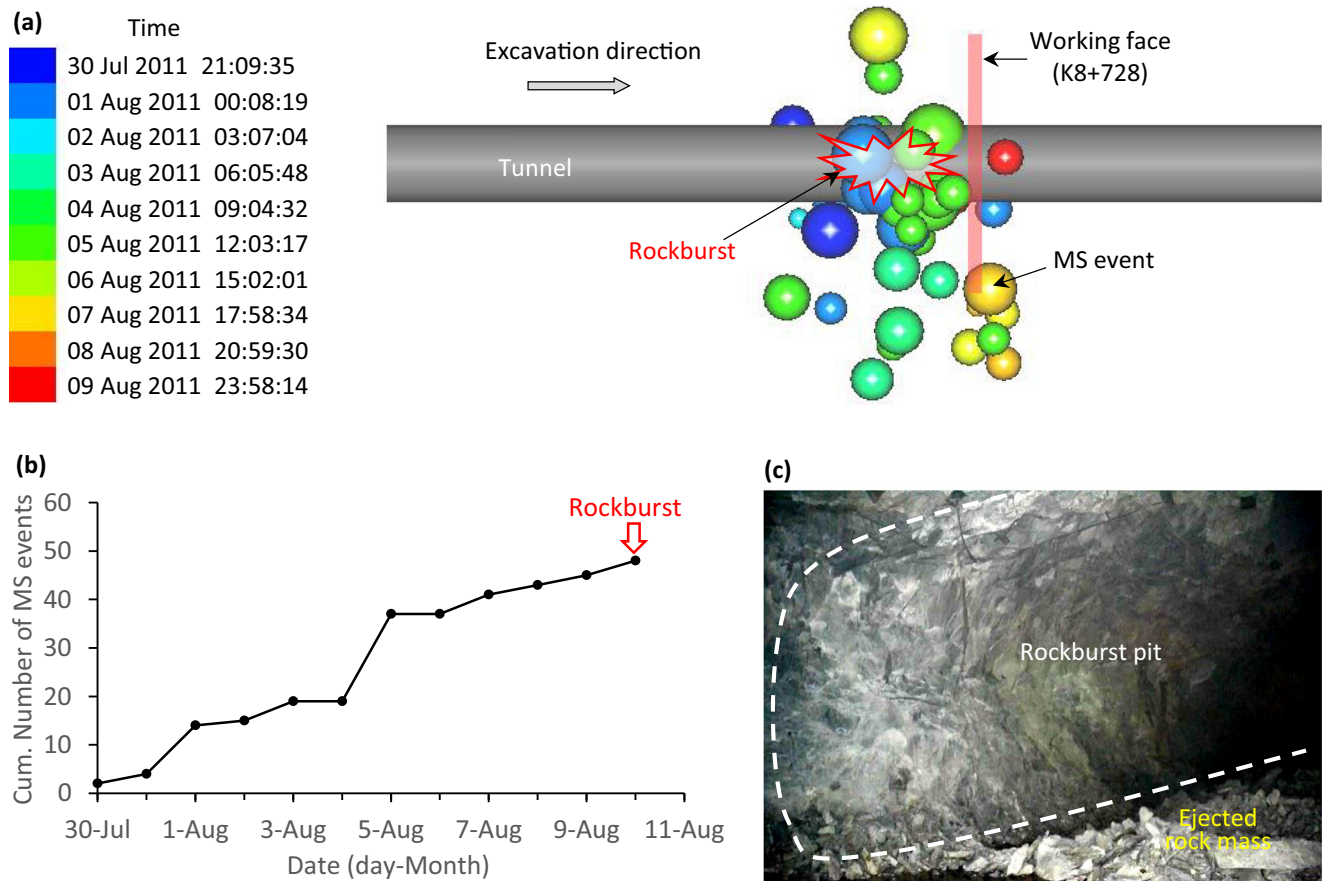 (a)
Time
30 Jul 2011 21:09:35
01 Aug 2011 00:08:19
02 Aug 2011 03:07:04
03 Aug 2011 06:05:48
04 Aug 2011 09:04:32
05 Aug 2011 12:03:17
06 Aug 2011 15:02:01
07 Aug 2011 17:58:34
08 Aug 2011 20:59:30
09 Aug 2011 23:58:14
Excavation direction
Working face
(K8+728)
Tunnel
Rockburst
MS event
(b)
Cum. Number of MS events
60
50
40
30
20
10
0
Rockburst
30-Jul
1-Aug
3-Aug
5-Aug
7-Aug
9-Aug
11-Aug
Date (day-Month)
(c)
Rockburst pit
Ejected
rock mass